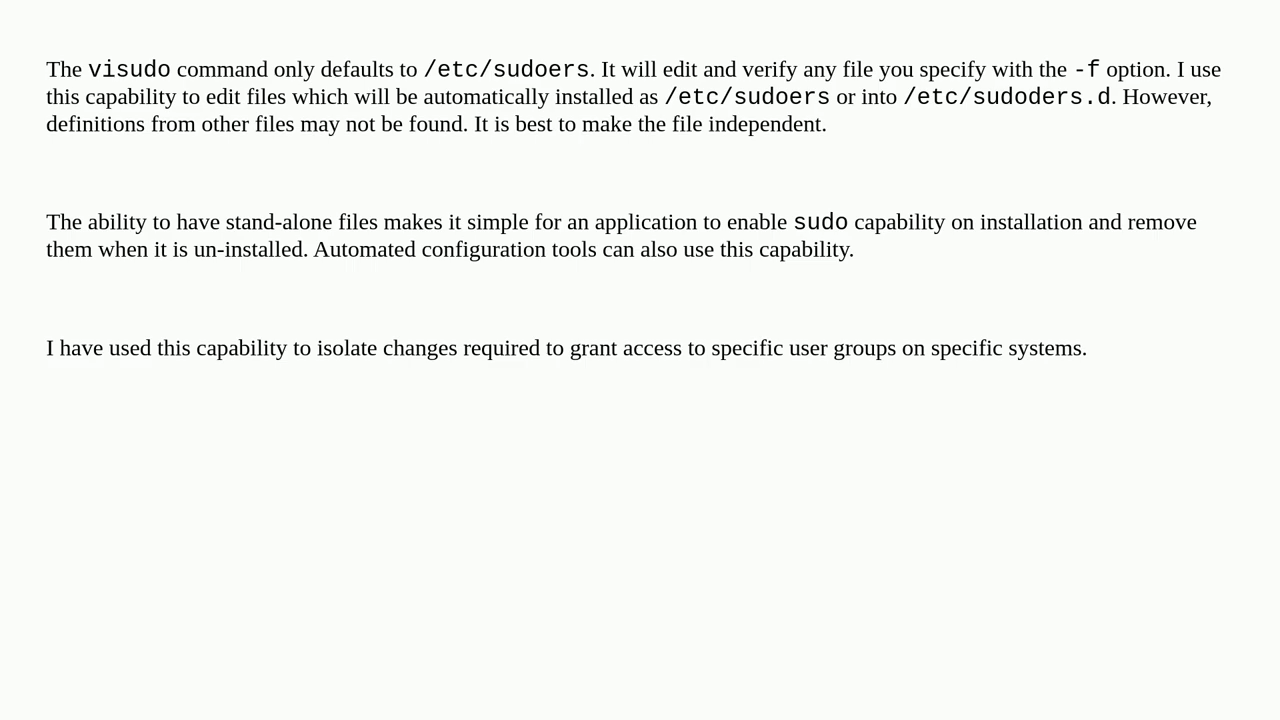 The visudo command only defaults to /etc/sudoers. It will edit and verify any file you specify with the -f option. I use
this capability to edit files which will be automatically installed as /etc/sudoers or into /etc/sudoders.d. However,
definitions from other files may not be found. It is best to make the file independent.
The ability to have stand-alone files makes it simple for an application to enable sudo capability on installation and remove
them when it is un-installed. Automated configuration tools can also use this capability.
I have used this capability to isolate changes required to grant access to specific user groups on specific systems.